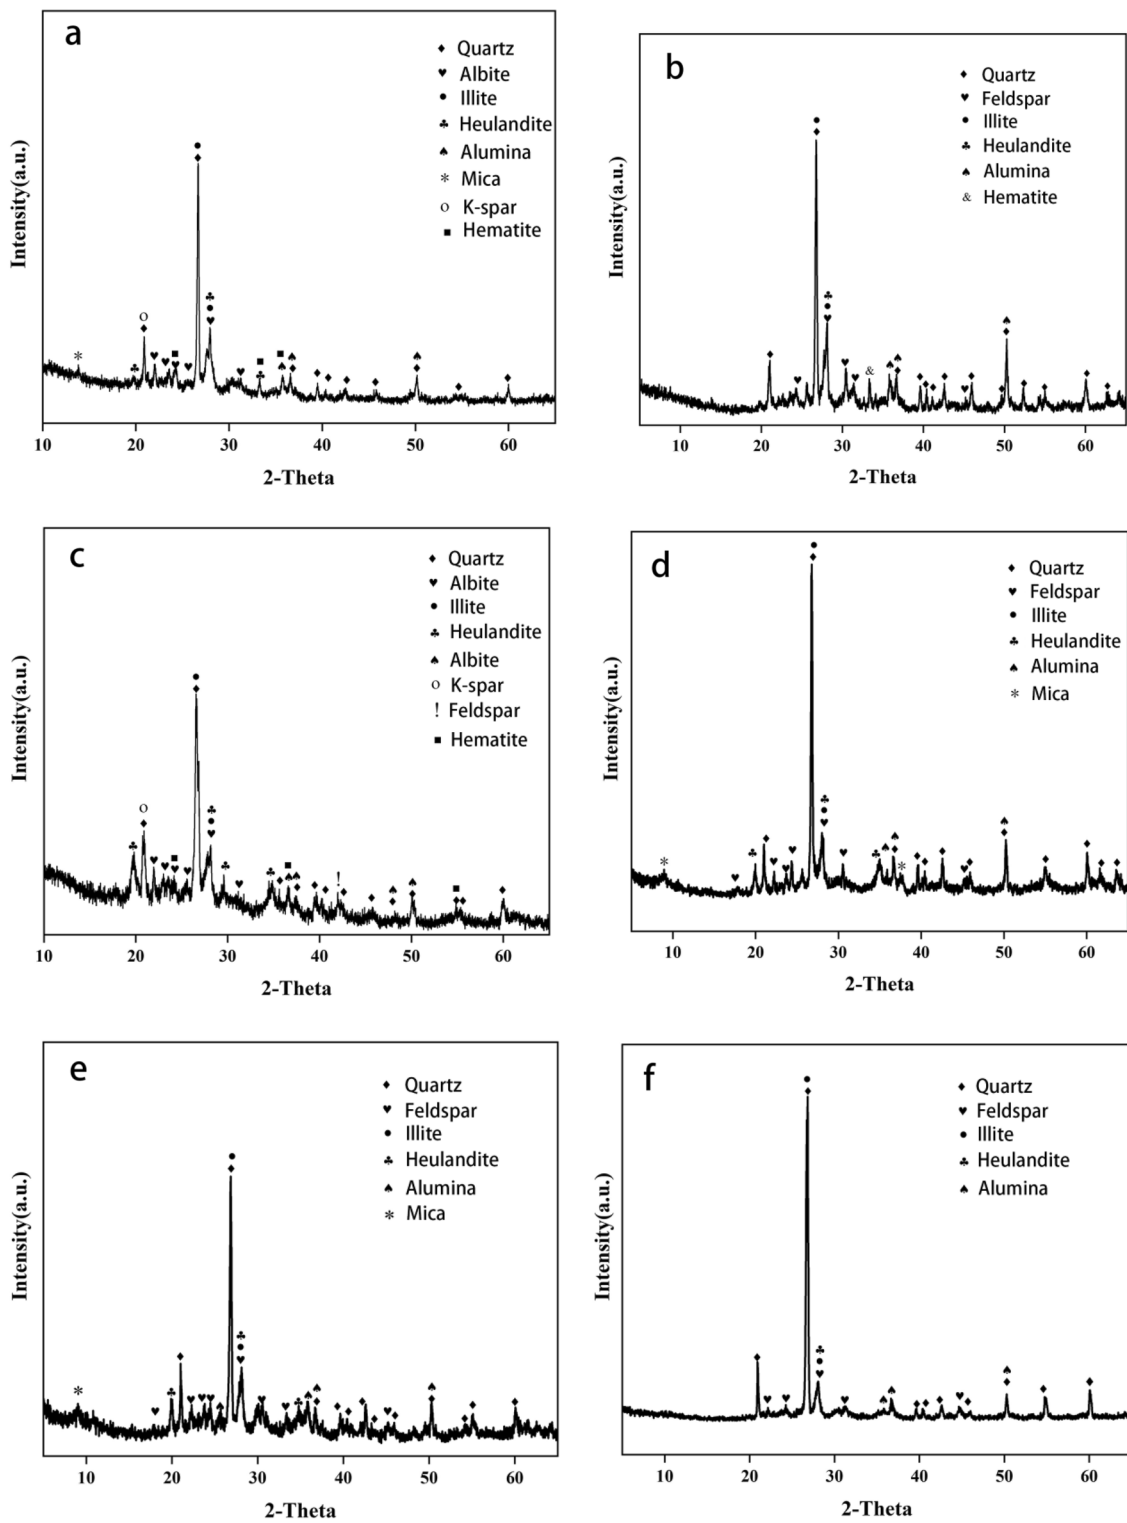 a
♦ Quartz
♥ Albite
● Illite
♣ Heulandite
♠ Alumina
* Mica
o K-spar
■ Hematite
Intensity(a.u.)
10 20 30 40 50 60
2-Theta
b
♦ Quartz
♥ Feldspar
● Illite
♣ Heulandite
♠ Alumina
& Hematite
Intensity(a.u.)
10 20 30 40 50 60
2-Theta
c
♦ Quartz
♥ Albite
● Illite
♣ Heulandite
♠ Albite
o K-spar
! Feldspar
■ Hematite
Intensity(a.u.)
10 20 30 40 50 60
2-Theta
d
♦ Quartz
♥ Feldspar
● Illite
♣ Heulandite
♠ Alumina
* Mica
Intensity(a.u.)
10 20 30 40 50 60
2-Theta
e
♦ Quartz
♥ Feldspar
● Illite
♣ Heulandite
♠ Alumina
* Mica
Intensity(a.u.)
10 20 30 40 50 60
2-Theta
f
♦ Quartz
♥ Feldspar
● Illite
♣ Heulandite
♠ Alumina
Intensity(a.u.)
10 20 30 40 50 60
2-Theta